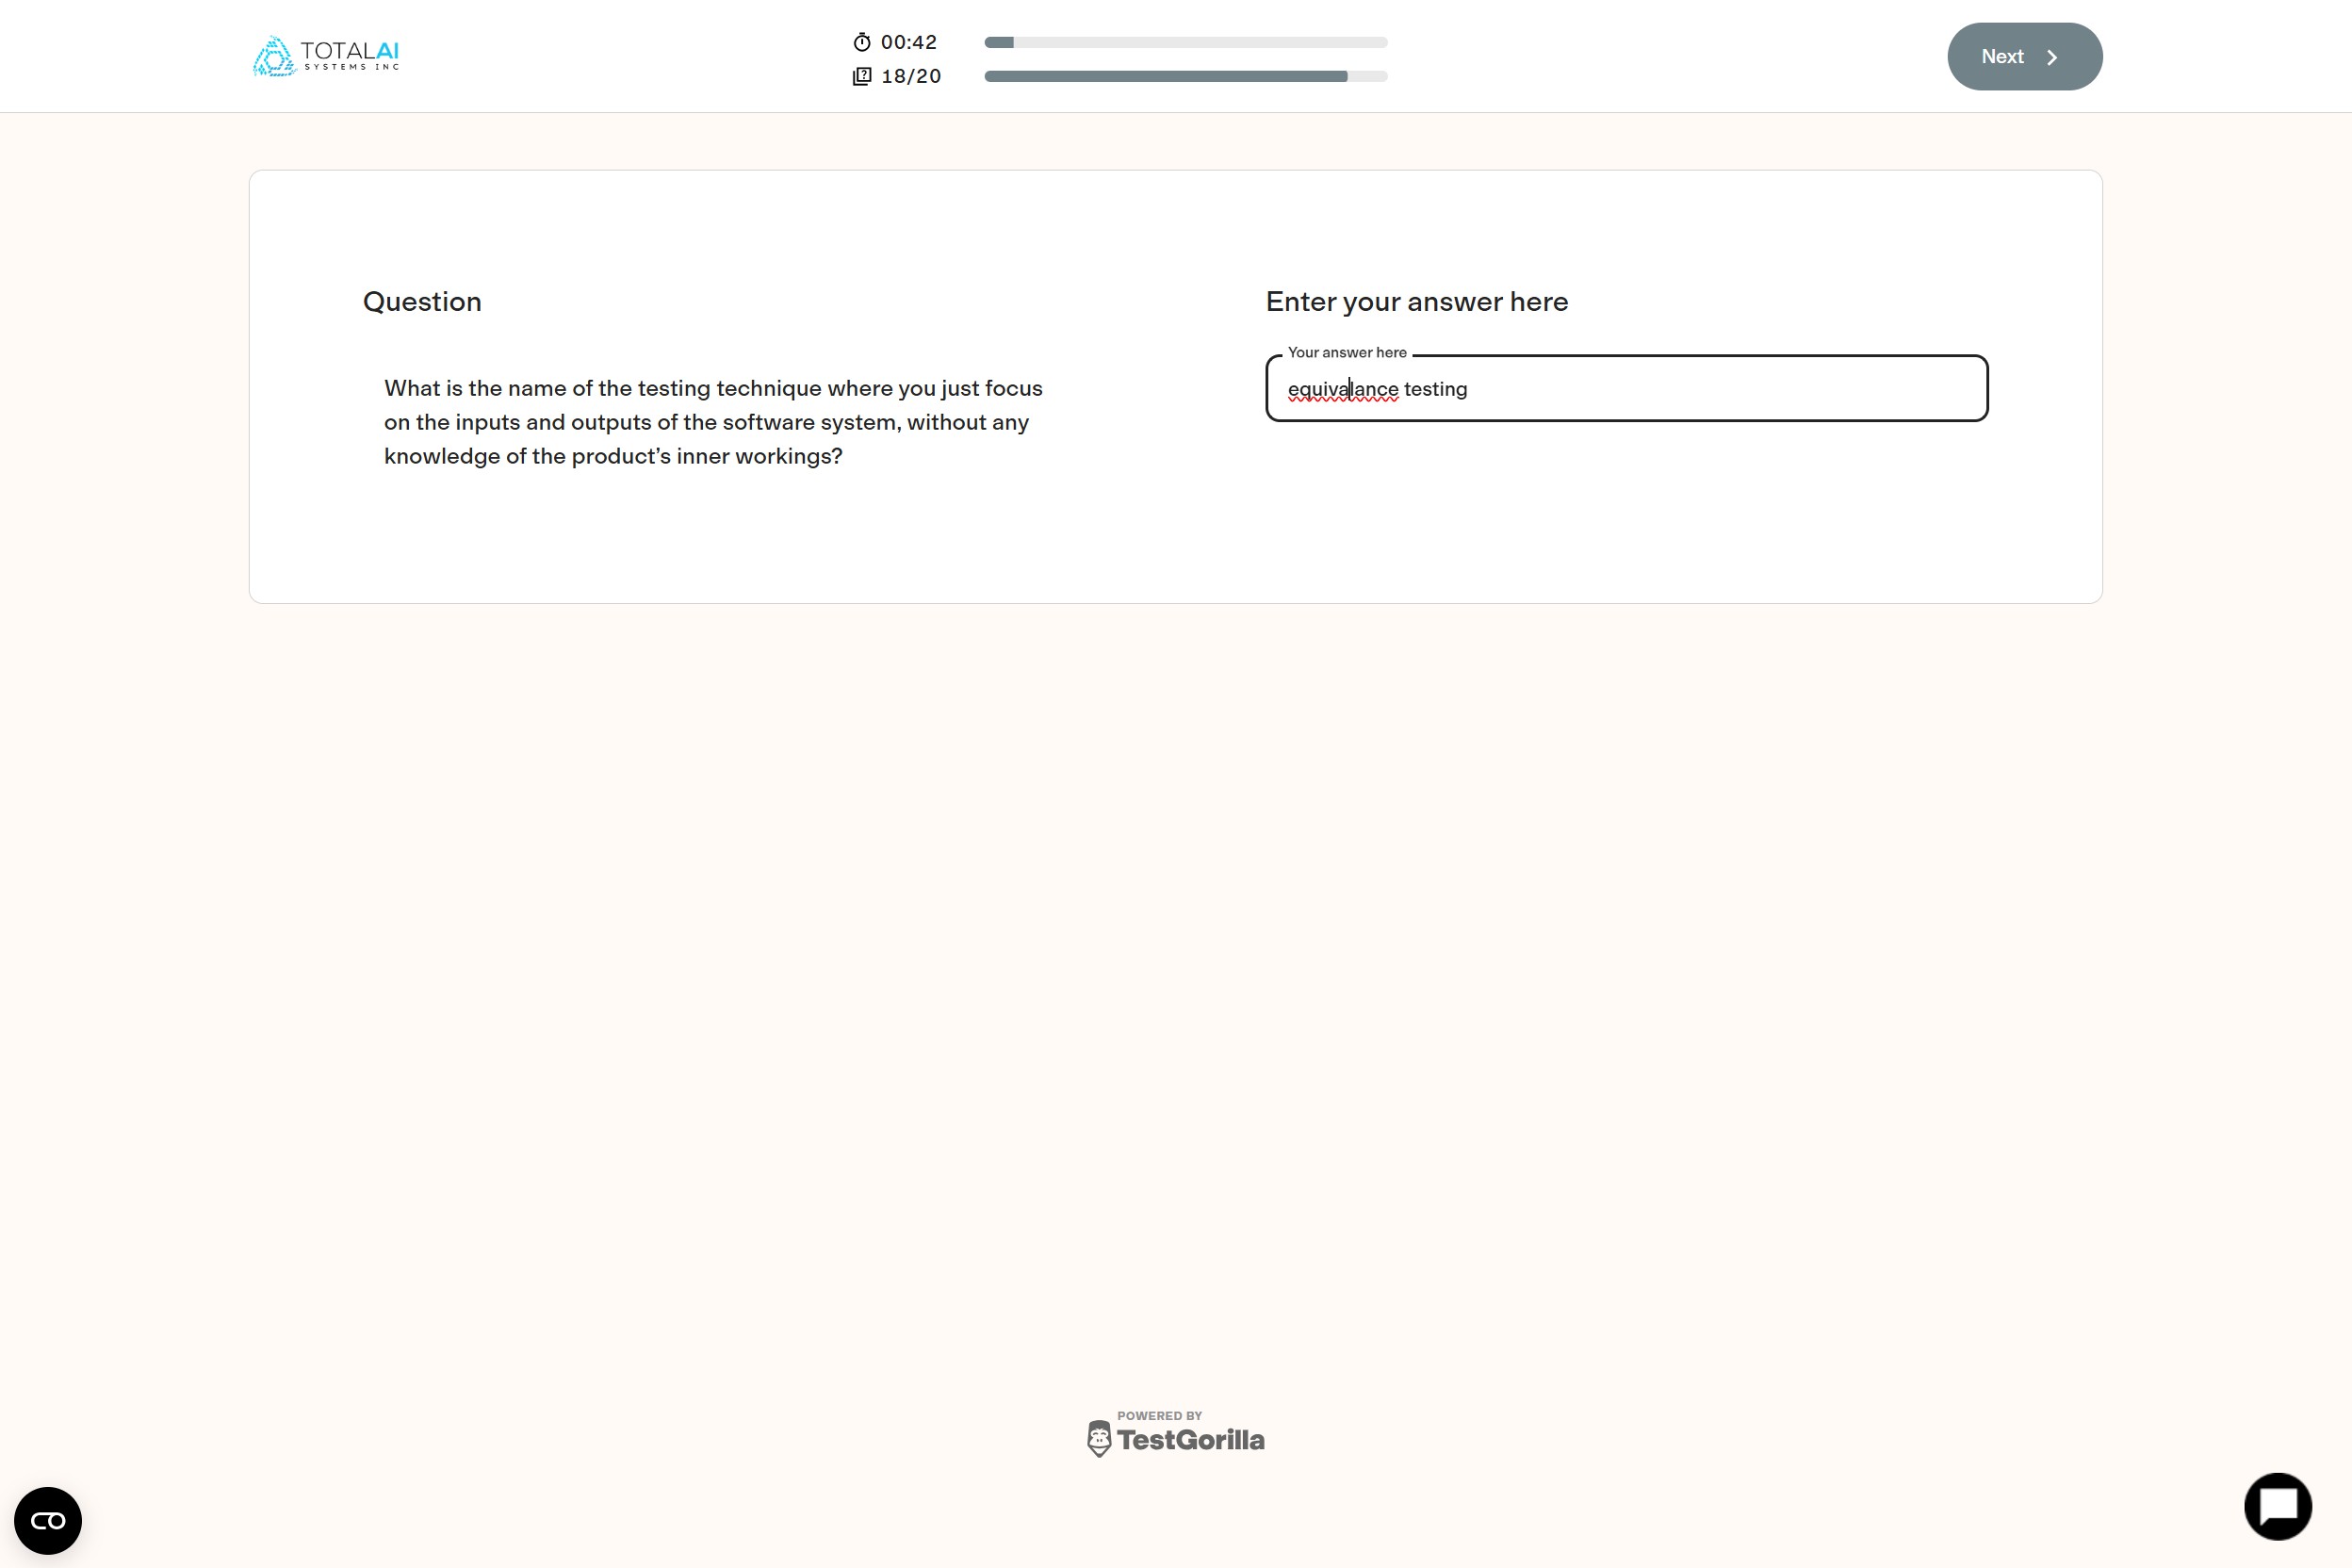 TOTALAI
SYSTEMS INC
00:42
18/20
Next
Question
What is the name of the testing technique where you just focus
on the inputs and outputs of the software system, without any
knowledge of the product’s inner workings?
Enter your answer here
Your answer here
equivalance testing
POWERED BY
TestGorilla